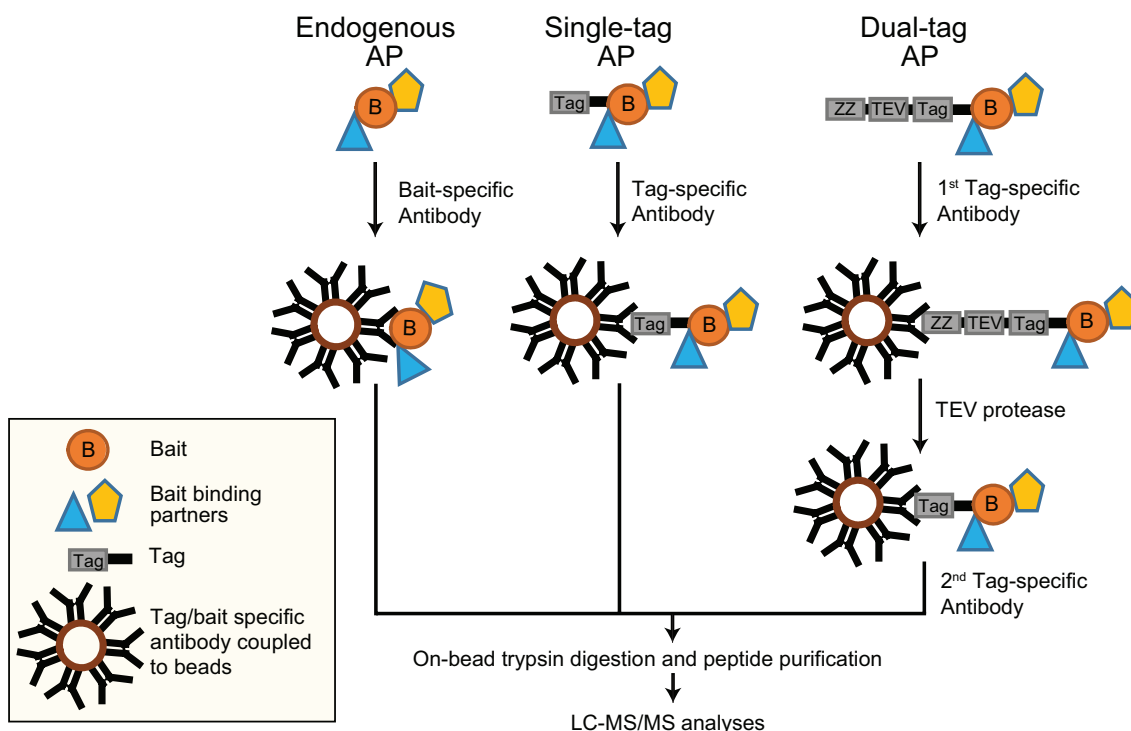 Endogenous
AP
Single-tag
AP
Dual-tag
AP
B
Tag
B
ZZ
TEV
Tag
B
Bait-specific
Antibody
Tag-specific
Antibody
1st Tag-specific
Antibody
B
Tag
B
ZZ
TEV
Tag
B
TEV protease
Tag
B
2nd Tag-specific
Antibody
B
Bait
Bait binding
partners
Tag
Tag
Tag/bait specific
antibody coupled
to beads
On-bead trypsin digestion and peptide purification
LC-MS/MS analyses